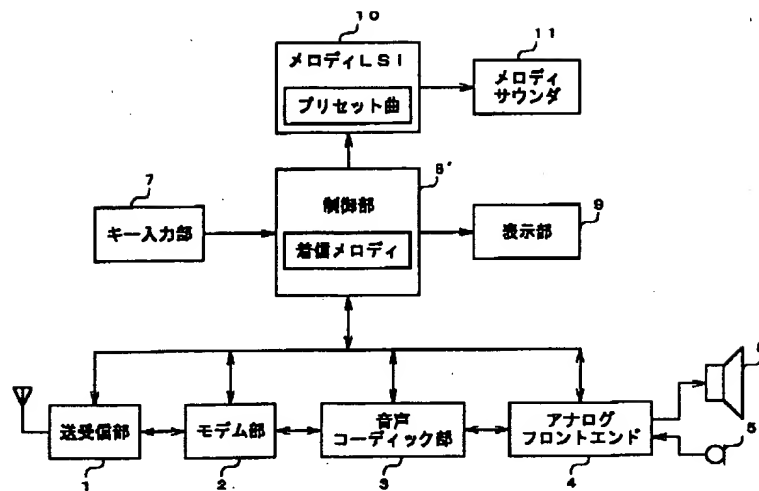 10
メロディLSI
プリセット曲
11
メロディ
サウンダ
7
キー入力部
8'
制御部
着信メロディ
9
表示部
送受信部
1
モデム部
2
音声
コーディック部
3
アナログ
フロントエンド
4
6
5